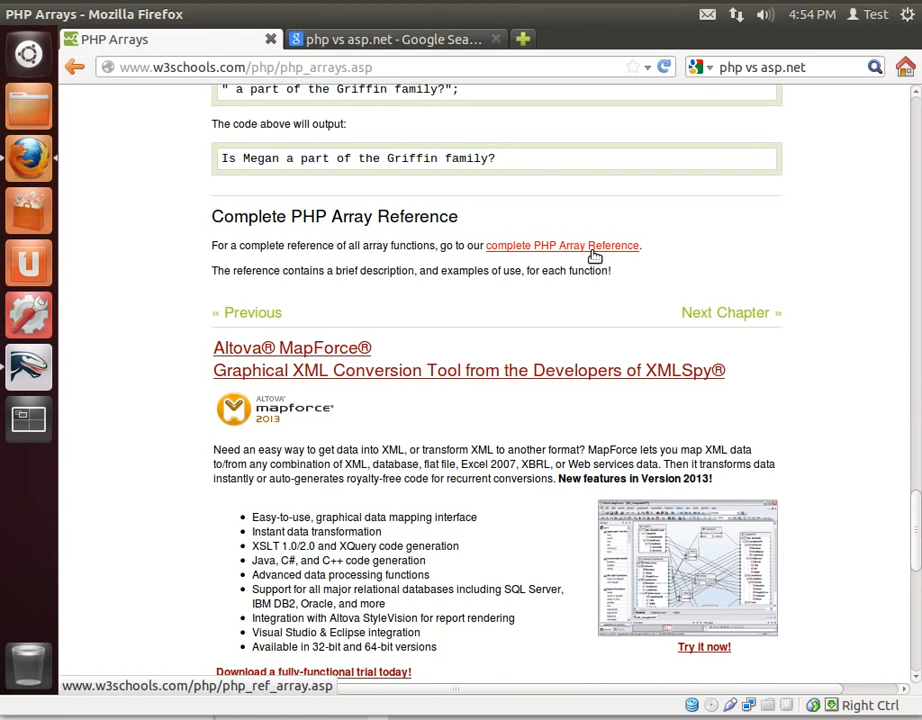 PHP Arrays - Mozilla Firefox
4:54 PM Test
PHP Arrays
php vs asp.net - Google Sea...
www.w3schools.com/php/php_arrays.asp
php vs asp.net
" a part of the Griffin family?";
The code above will output:
Is Megan a part of the Griffin family?
Complete PHP Array Reference
For a complete reference of all array functions, go to our complete PHP Array Reference.
The reference contains a brief description, and examples of use, for each function!
« Previous
Next Chapter »
Altova® MapForce®
Graphical XML Conversion Tool from the Developers of XMLSpy®
ALTOVA®
mapforce®
2013
Need an easy way to get data into XML, or transform XML to another format? MapForce lets you map XML data
to/from any combination of XML, database, flat file, Excel 2007, XBRL, or Web services data. Then it transforms data
instantly or auto-generates royalty-free code for recurrent conversions. New features in Version 2013!
• Easy-to-use, graphical data mapping interface
• Instant data transformation
• XSLT 1.0/2.0 and XQuery code generation
• Java, C#, and C++ code generation
• Advanced data processing functions
• Support for all major relational databases including SQL Server,
IBM DB2, Oracle, and more
• Integration with Altova StyleVision for report rendering
• Visual Studio & Eclipse integration
• Available in 32-bit and 64-bit versions
Try it now!
Download a fully-functional trial today!
www.w3schools.com/php/php_ref_array.asp
Right Ctrl